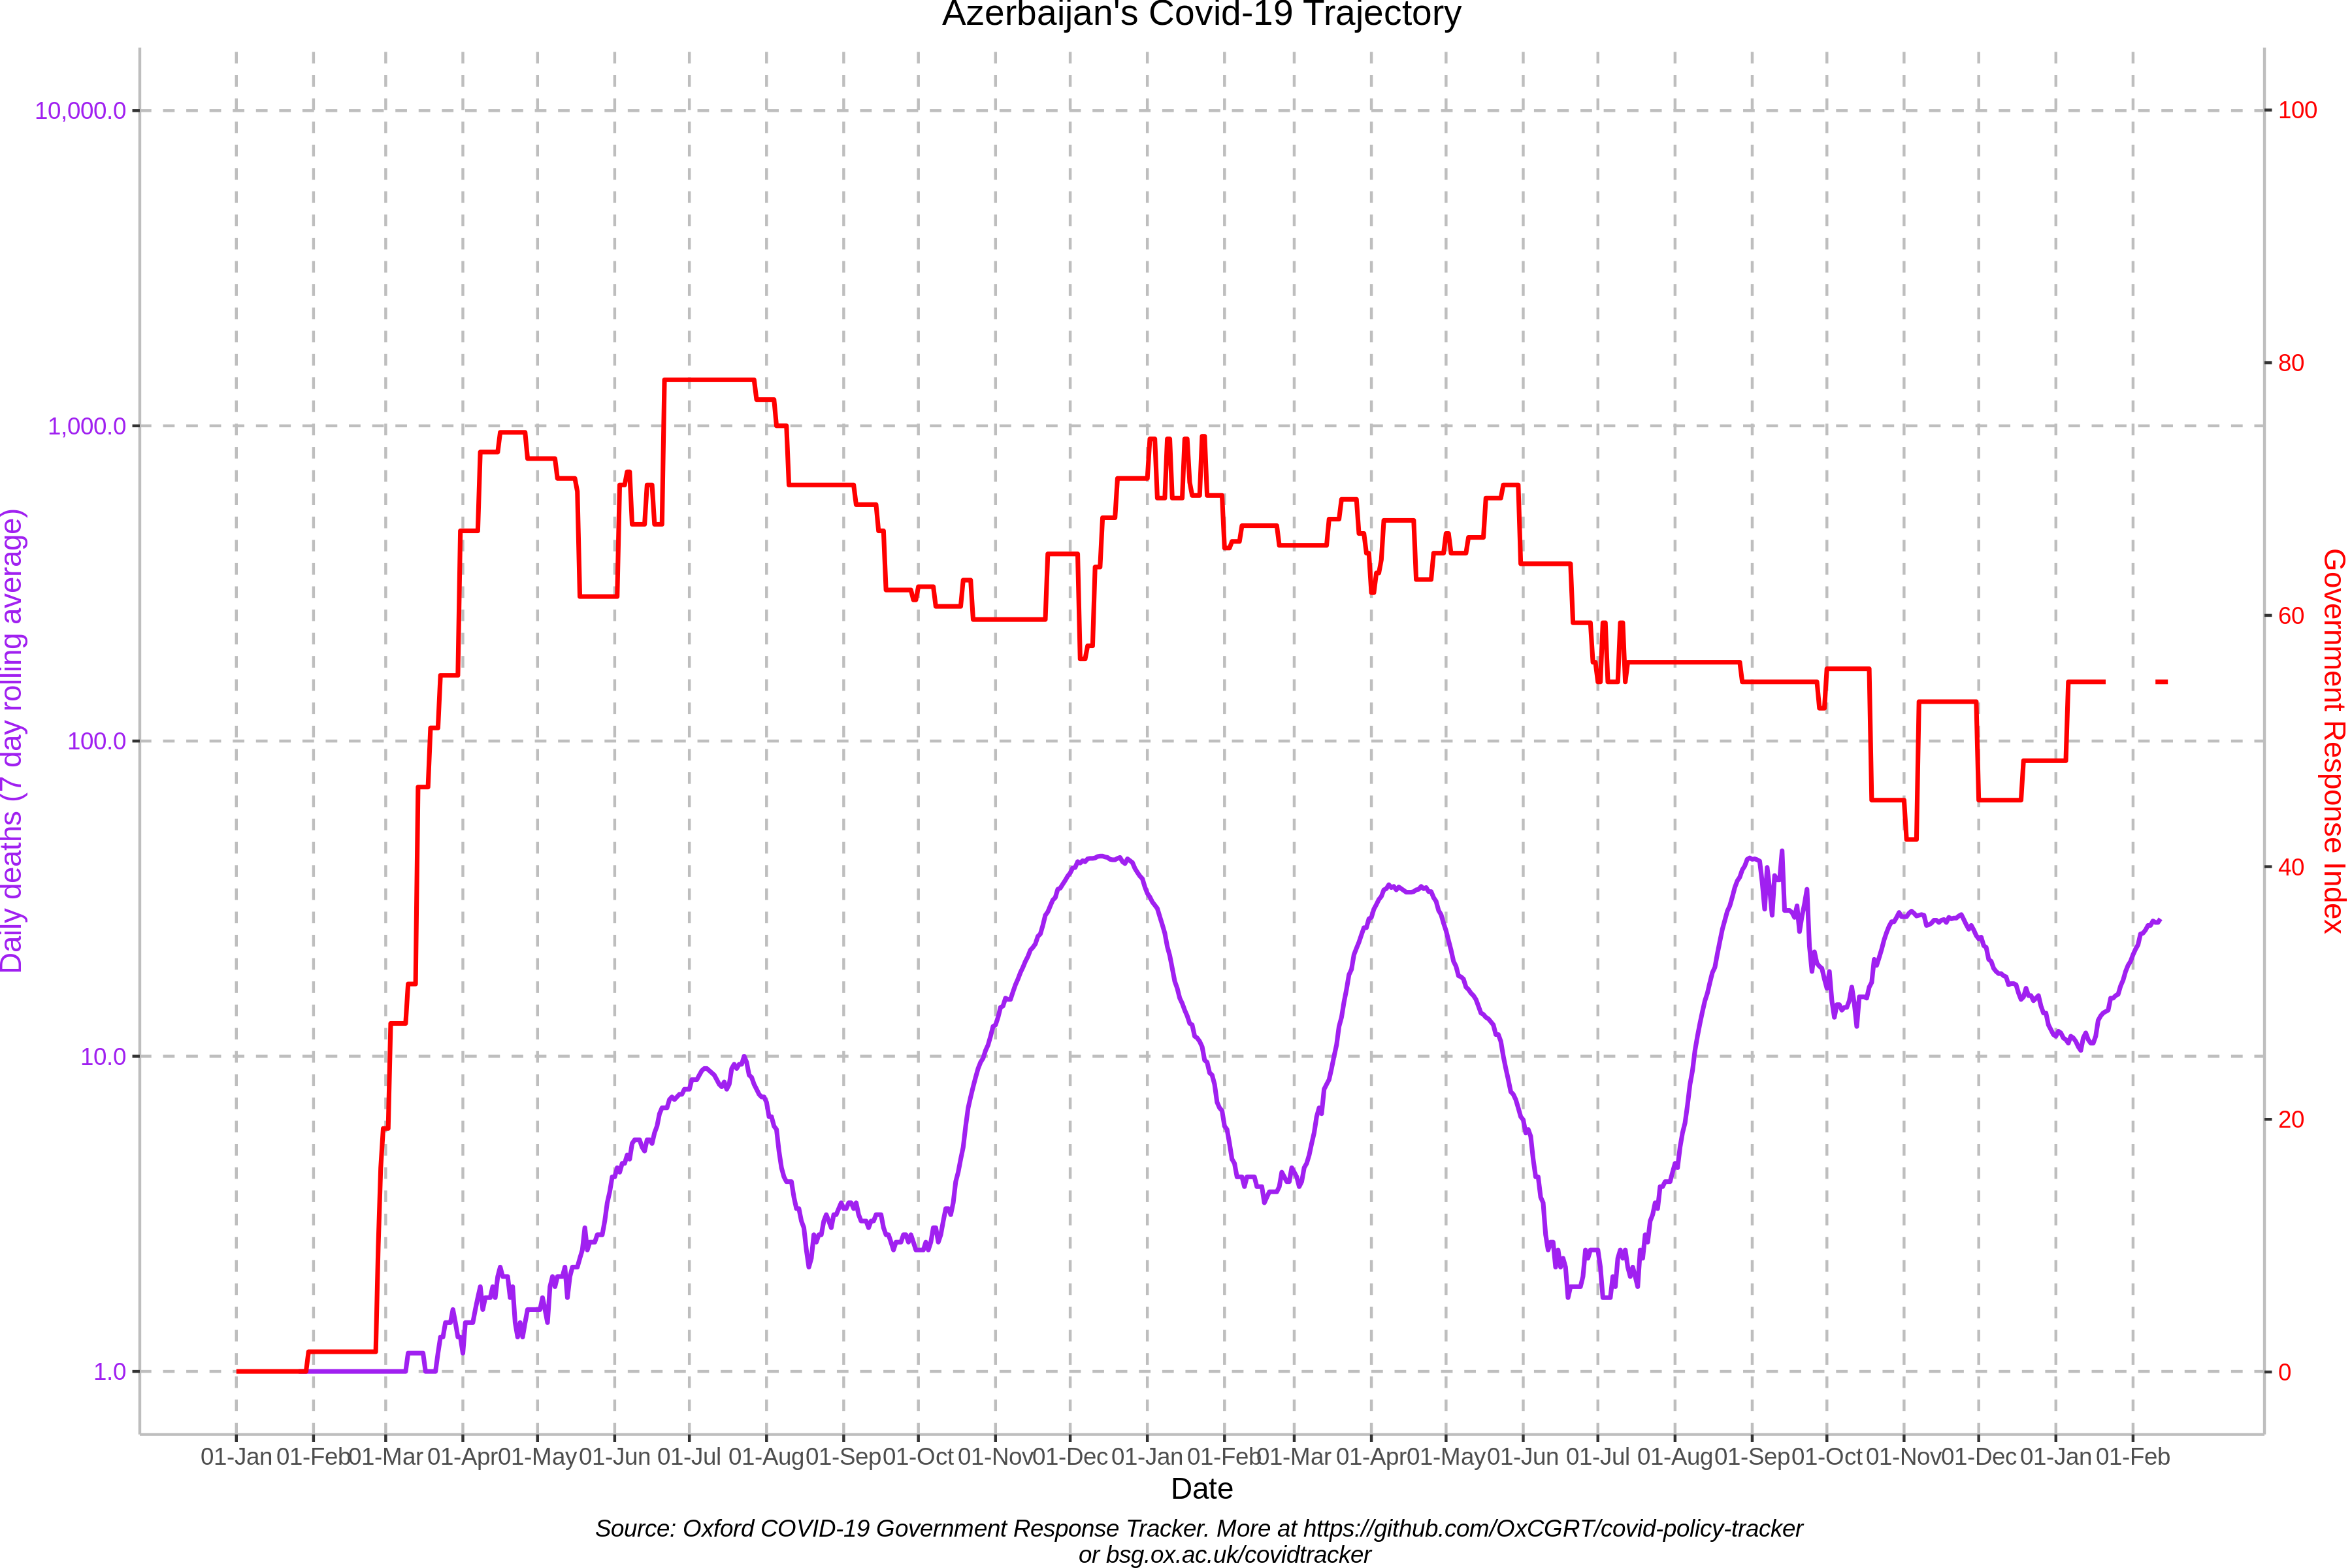 Azerbaijan's Covid-19 Trajectory
10,000.0
1,000.0
100.0
10.0
1.0
Daily deaths (7 day rolling average)
100
80
60
40
20
0
Government Response Index
01-Jan 01-Feb 01-Mar 01-Apr 01-May 01-Jun 01-Jul 01-Aug 01-Sep 01-Oct 01-Nov 01-Dec 01-Jan 01-Feb 01-Mar 01-Apr 01-May 01-Jun 01-Jul 01-Aug 01-Sep 01-Oct 01-Nov 01-Dec 01-Jan 01-Feb
Date
Source: Oxford COVID-19 Government Response Tracker. More at https://github.com/OxCGRT/covid-policy-tracker
or bsg.ox.ac.uk/covidtracker